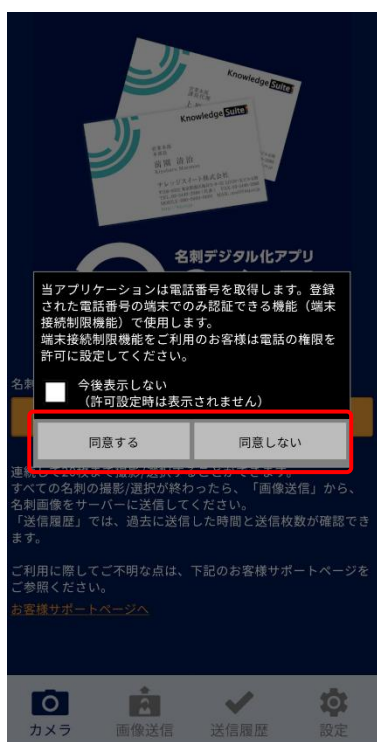 Knowledge Suite
Knowledge Suite
名刺デジタル化アプリ
当アプリケーションは電話番号を取得します。登録
された電話番号の端末でのみ認証できる機能（端末
接続制限機能）で使用します。
端末接続制限機能をご利用のお客様は電話の権限を
許可に設定してください。
名刺
今後表示しない
（許可設定時は表示されません）
同意する
同意しない
すべての名刺の撮影/選択が終わったら、「画像送信」から、
名刺画像をサーバーに送信してください。
「送信履歴」では、過去に送信した時間と送信枚数が確認でき
ます。
ご利用に際してご不明な点は、下記のお客様サポートページを
ご参照ください。
お客様サポートページへ
カメラ
画像送信
送信履歴
設定